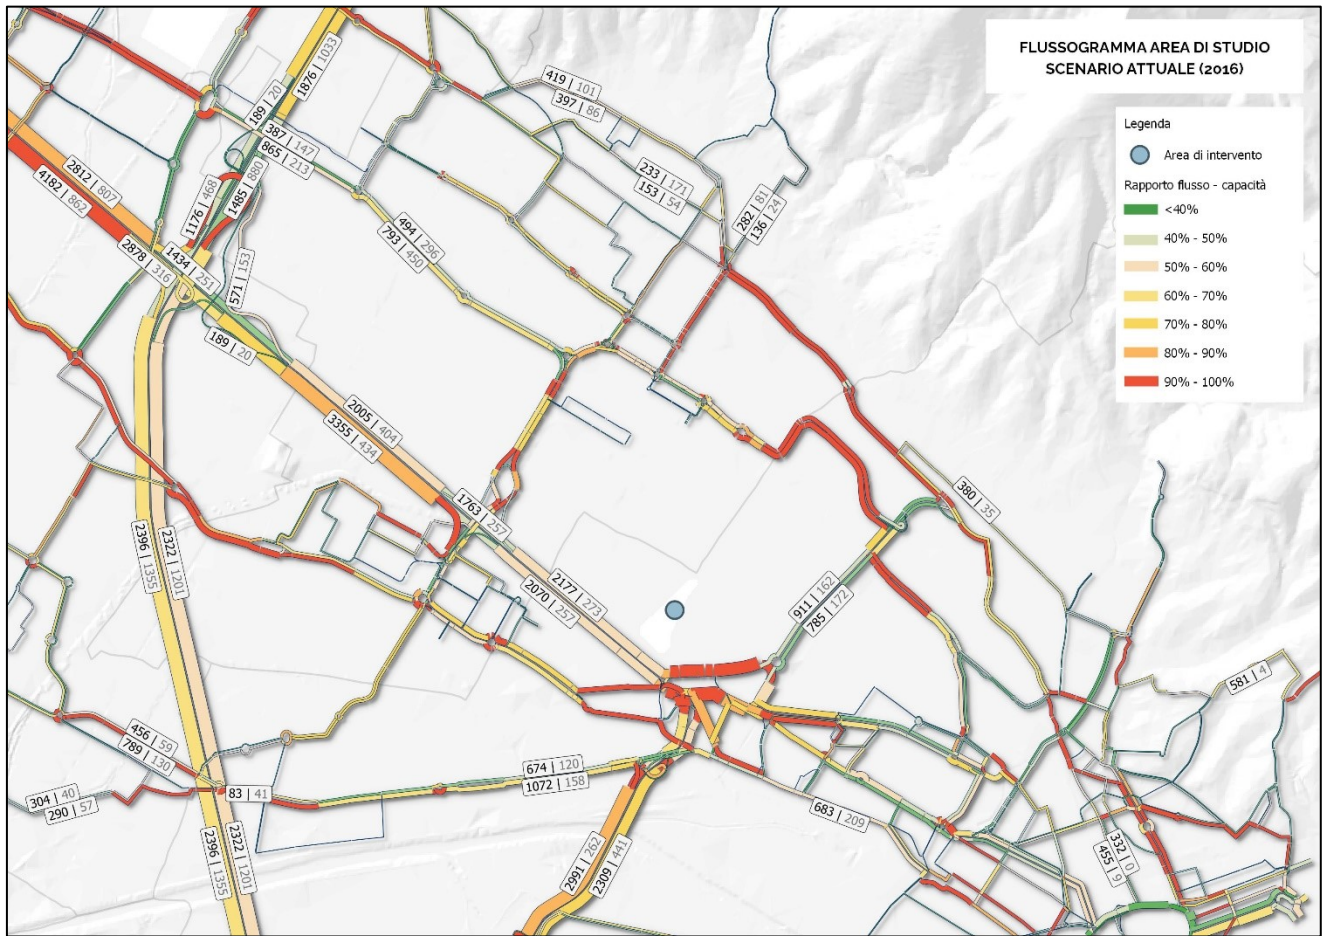 FLUSSOGRAMMA AREA DI STUDIO
SCENARIO ATTUALE (2016)
Legenda
Area di intervento
Rapporto flusso - capacità
<40%
40% - 50%
50% - 60%
60% - 70%
70% - 80%
80% - 90%
90% - 100%
1876 | 1033
189 | 20
419 | 101
397 | 86
387 | 147
865 | 213
2812 | 807
4182 | 862
1176 | 468
1485 | 880
233 | 171
153 | 54
282 | 81
136 | 24
494 | 296
793 | 450
1434 | 251
2878 | 316
571 | 153
189 | 20
2005 | 404
3355 | 434
380 | 35
1763 | 257
2396 | 1355
2322 | 1201
2177 | 273
2070 | 257
911 | 162
785 | 172
581 | 4
456 | 59
789 | 130
674 | 120
1072 | 158
304 | 40
290 | 57
83 | 41
683 | 209
2396 | 1355
2322 | 1201
2991 | 262
2309 | 441
332 | 0
455 | 9